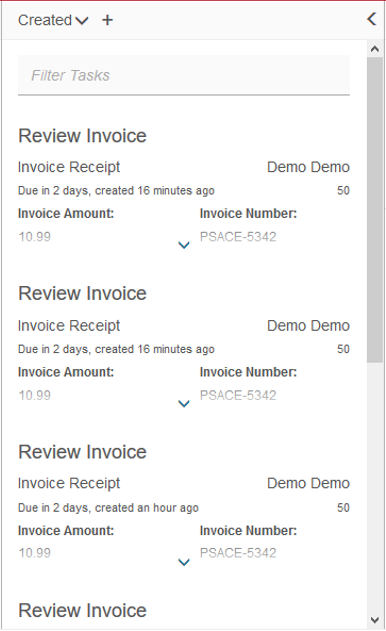 Created +
Filter Tasks
Review Invoice
Invoice Receipt Demo Demo
Due in 2 days, created 16 minutes ago 50
Invoice Amount: Invoice Number:
10.99 PSACE-5342
Review Invoice
Invoice Receipt Demo Demo
Due in 2 days, created 16 minutes ago 50
Invoice Amount: Invoice Number:
10.99 PSACE-5342
Review Invoice
Invoice Receipt Demo Demo
Due in 2 days, created an hour ago 50
Invoice Amount: Invoice Number:
10.99 PSACE-5342
Review Invoice